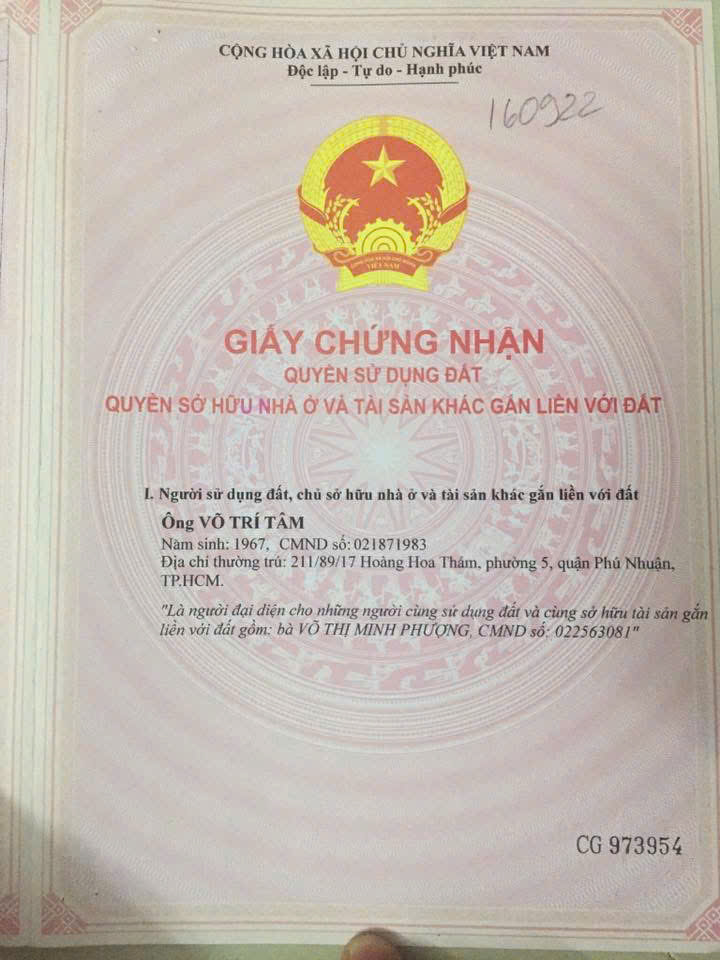 CỘNG HÒA XÃ HỘI CHỦ NGHĨA VIỆT NAM
Độc lập - Tự do - Hạnh phúc
160922
VIỆT NAM
GIẤY CHỨNG NHẬN
QUYỀN SỬ DỤNG ĐẤT
QUYỀN SỞ HỮU NHÀ Ở VÀ TÀI SẢN KHÁC GẮN LIỀN VỚI ĐẤT
I. Người sử dụng đất, chủ sở hữu nhà ở và tài sản khác gắn liền với đất
Ông VÕ TRÍ TÂM
Năm sinh: 1967, CMND số: 021871983
Địa chỉ thường trú: 211/89/17 Hoàng Hoa Thám, phường 5, quận Phú Nhuận,
TP.HCM.
"Là người đại diện cho những người cùng sử dụng đất và cùng sở hữu tài sản gắn
liền với đất gồm: bà VÕ THỊ MINH PHƯỢNG, CMND số: 022563081"
CG 973954